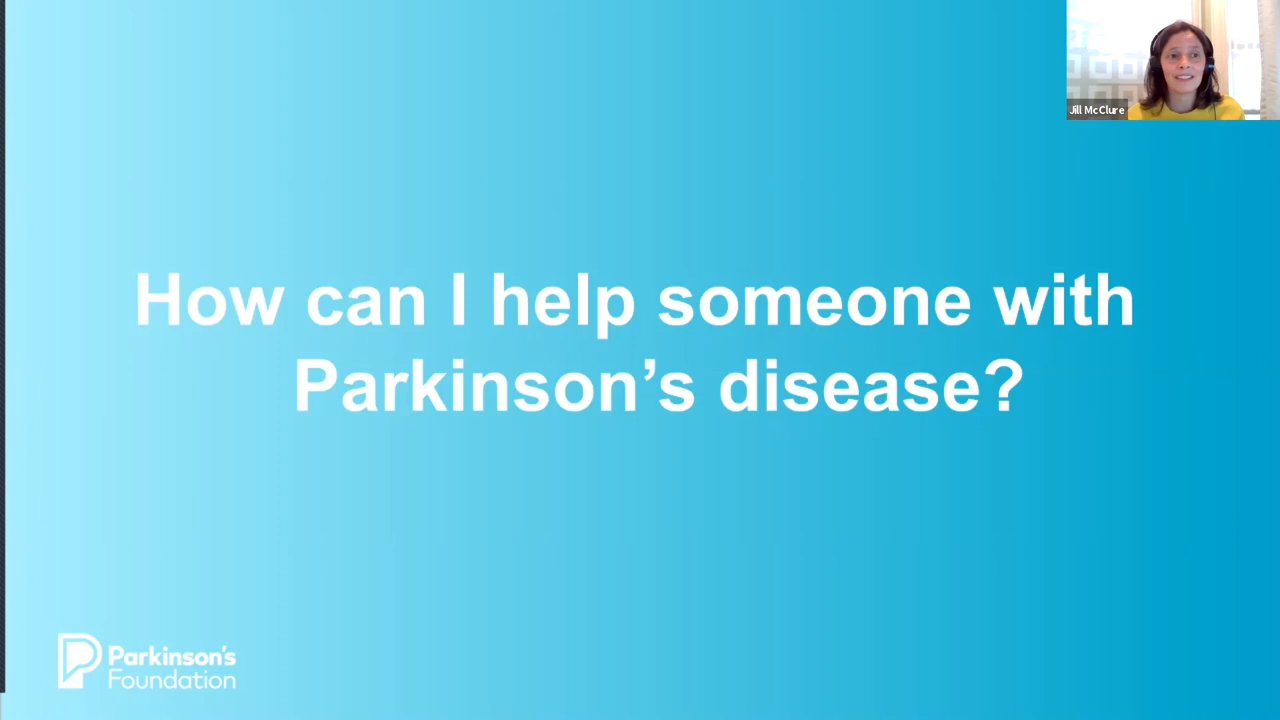 Jill McClure
How can I help someone with
Parkinson’s disease?
Parkinson's
Foundation